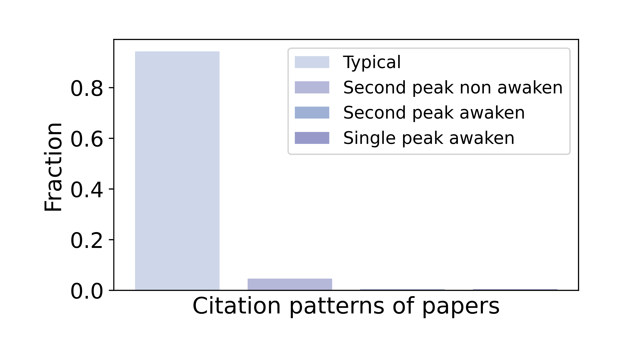 Fraction
0.8
0.6
0.4
0.2
0.0
Typical
Second peak non awaken
Second peak awaken
Single peak awaken
Citation patterns of papers